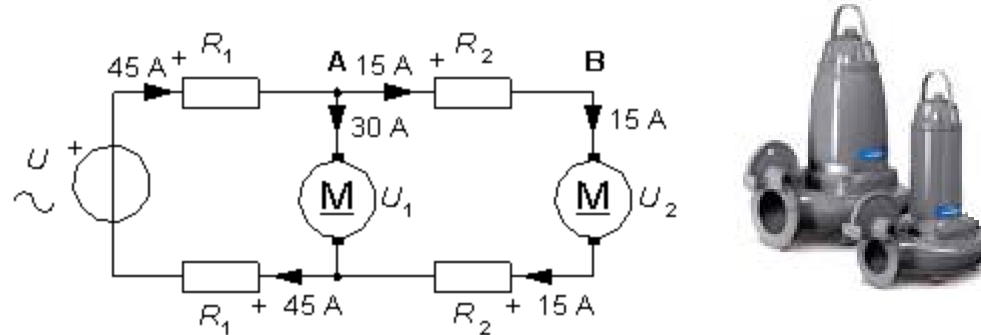 45 A + R1 A 15 A + R2 B
30 A 15 A
U + M U1 M U2
R1 + 45 A R2 + 15 A